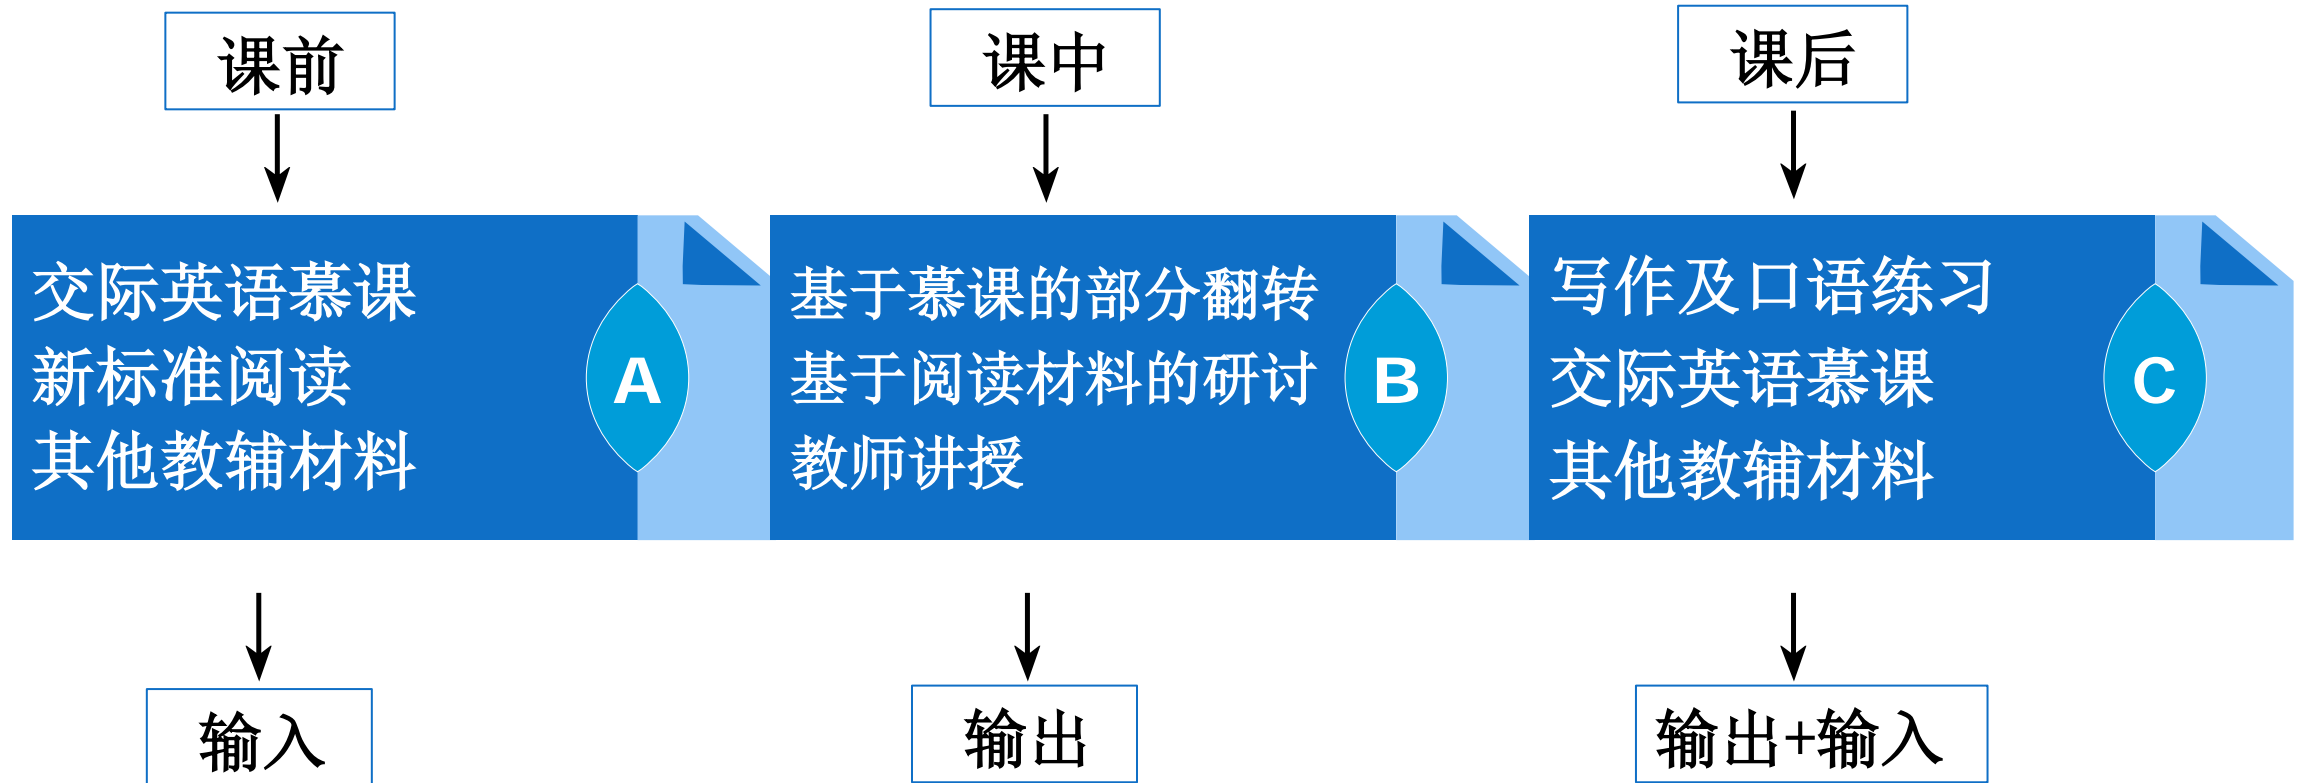 课前
课中
课后
交际英语慕课
新标准阅读
其他教辅材料
A
基于慕课的部分翻转
基于阅读材料的研讨
教师讲授
B
写作及口语练习
交际英语慕课
其他教辅材料
C
输入
输出
输出+输入